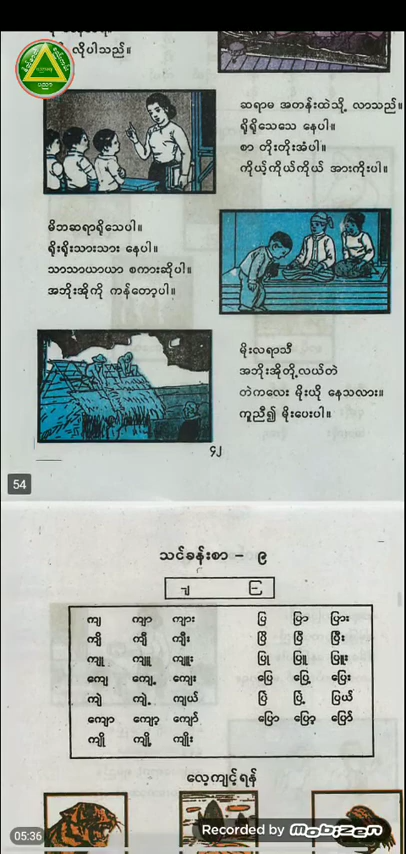 လိုပါသည်။
ဆရာမ အတန်းထဲသို့ လာသည်။
ရိုရိုသေသေ နေပါ။
စာ တိုးတိုးအံပါ။
ကိုယ့်ကိုယ်ကိုယ် အားကိုးပါ။
မိဘဆရာရိုသေပါ။
ရိုးရိုးသားသား နေပါ။
သာသာယာယာ စကားဆိုပါ။
အဘိုးအိုကို ကန်တော့ပါ။
မိုးလရာသီ
အဘိုးအိုတို့လယ်တဲ
တဲကလေး မိုးယို နေသလား။
ကူညီ၍ မိုးပေးပါ။
၄၂
54
သင်ခန်းစာ - ၉
ျ ြ
ကျ ကျာ ကျား ပြ ပြာ ပြား
ကျိ ကျီ ကျီး ပြိ ပြီ ပြီး
ကျု ကျူ ကျူး ပြု ပြူ ပြူး
ကျေ ကျေ့ ကျေး ပြေ ပြေ့ ပြေး
ကျဲ ကျဲ့ ကျယ် ပြဲ ပြဲ့ ပြယ်
ကျော ကျော့ ကျော် ပြော ပြော့ ပြော်
ကျို ကျို့ ကျိုး
လေ့ကျင့်ရန်
05:36
Recorded by Mobizen